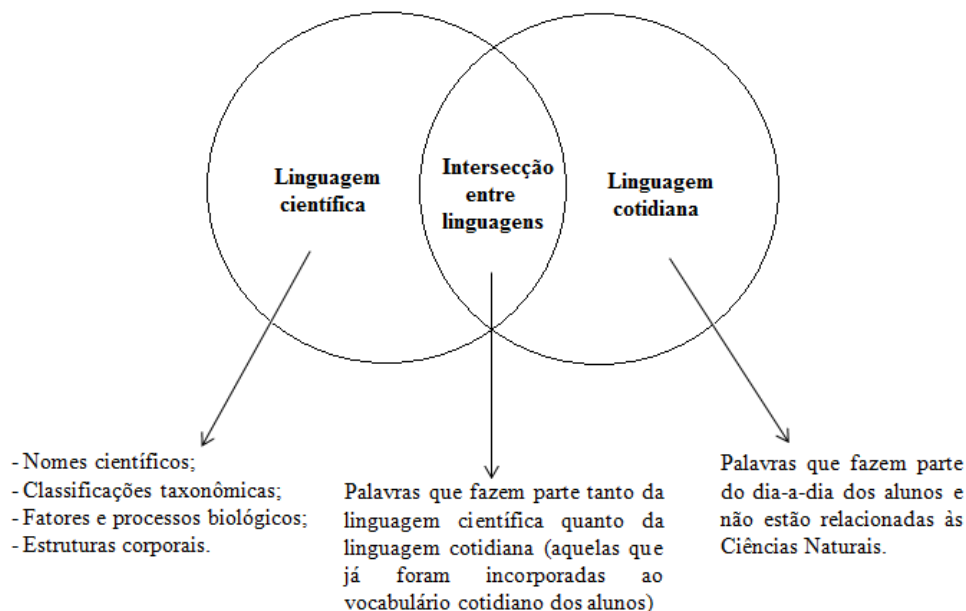 Linguagem
científica
Intersecção
entre
linguagens
Linguagem
cotidiana
- Nomes científicos;
- Classificações taxonômicas;
- Fatores e processos biológicos;
- Estruturas corporais.
Palavras que fazem parte tanto da
linguagem científica quanto da
linguagem cotidiana (aquelas que
já foram incorporadas ao
vocabulário cotidiano dos alunos)
Palavras que fazem parte
do dia-a-dia dos alunos e
não estão relacionadas às
Ciências Naturais.